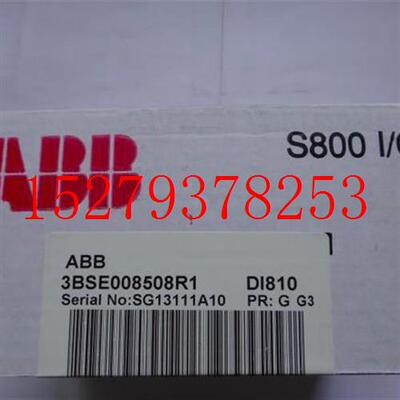 ABB
S800 I/O
15279378253
ABB
3BSE008508R1 DI810
Serial No:SG13111A10 PR: G G3